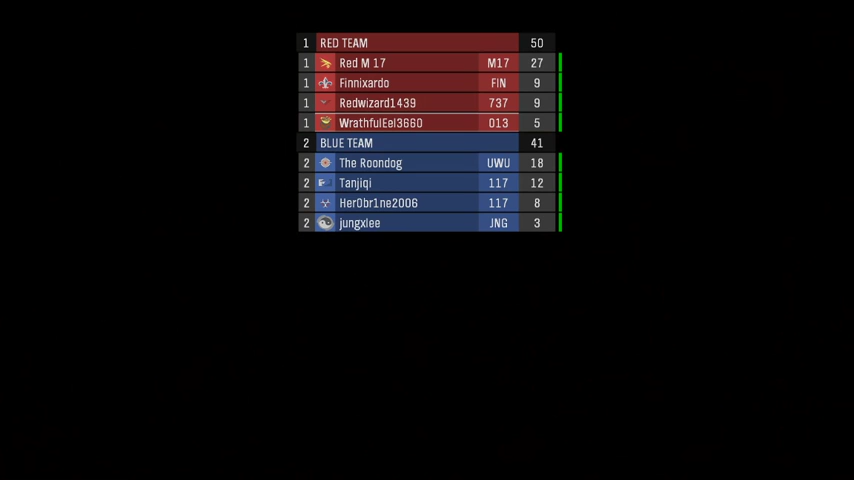 1 RED TEAM 50
1 Red M 17 M17 27
1 Finnixardo FIN 9
1 Redwizard1439 737 9
1 WrathfulEel3660 013 5
2 BLUE TEAM 41
2 The Roondog UWU 18
2 Tanjiqi 117 12
2 Her0br1ne2006 117 8
2 jungxlee JNG 3